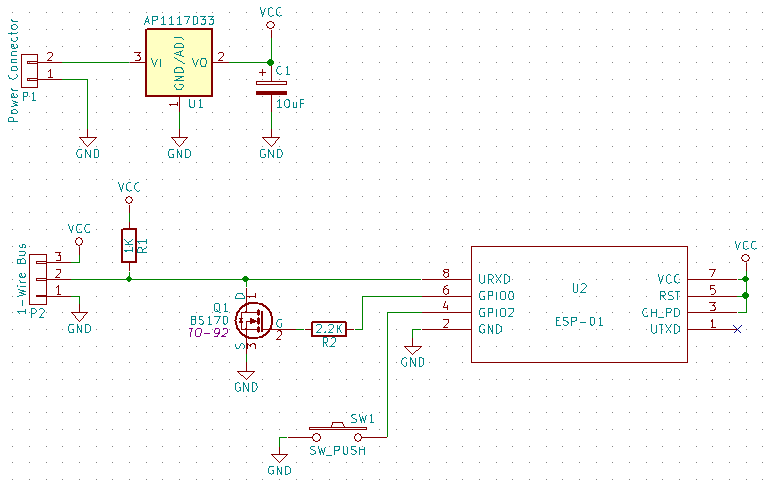 AP1117D33
VCC
Power Connector
2
1
P1
3
VI
GND/ADJ
VO
2
1
U1
+
C1
10uF
GND
GND
GND
VCC
VCC
1K
R1
1-Wire Bus
3
2
1
P2
GND
D
1
Q1
BS170
TO-92
G
2
S
3
GND
2.2K
R2
8
URXD
6
GPIO0
4
GPIO2
2
GND
GND
U2
ESP-01
VCC
VCC
7
RST
5
CH_PD
3
UTXD
1
SW1
SW_PUSH
GND